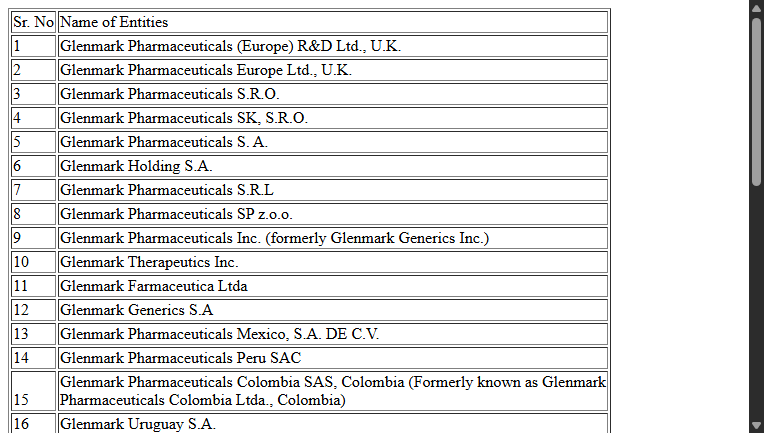 Sr. No Name of Entities
1 Glenmark Pharmaceuticals (Europe) R&D Ltd., U.K.
2 Glenmark Pharmaceuticals Europe Ltd., U.K.
3 Glenmark Pharmaceuticals S.R.O.
4 Glenmark Pharmaceuticals SK, S.R.O.
5 Glenmark Pharmaceuticals S. A.
6 Glenmark Holding S.A.
7 Glenmark Pharmaceuticals S.R.L
8 Glenmark Pharmaceuticals SP z.o.o.
9 Glenmark Pharmaceuticals Inc. (formerly Glenmark Generics Inc.)
10 Glenmark Therapeutics Inc.
11 Glenmark Farmaceutica Ltda
12 Glenmark Generics S.A
13 Glenmark Pharmaceuticals Mexico, S.A. DE C.V.
14 Glenmark Pharmaceuticals Peru SAC
Glenmark Pharmaceuticals Colombia SAS, Colombia (Formerly known as Glenmark
15 Pharmaceuticals Colombia Ltda., Colombia)
16 Glenmark Uruguay S.A.